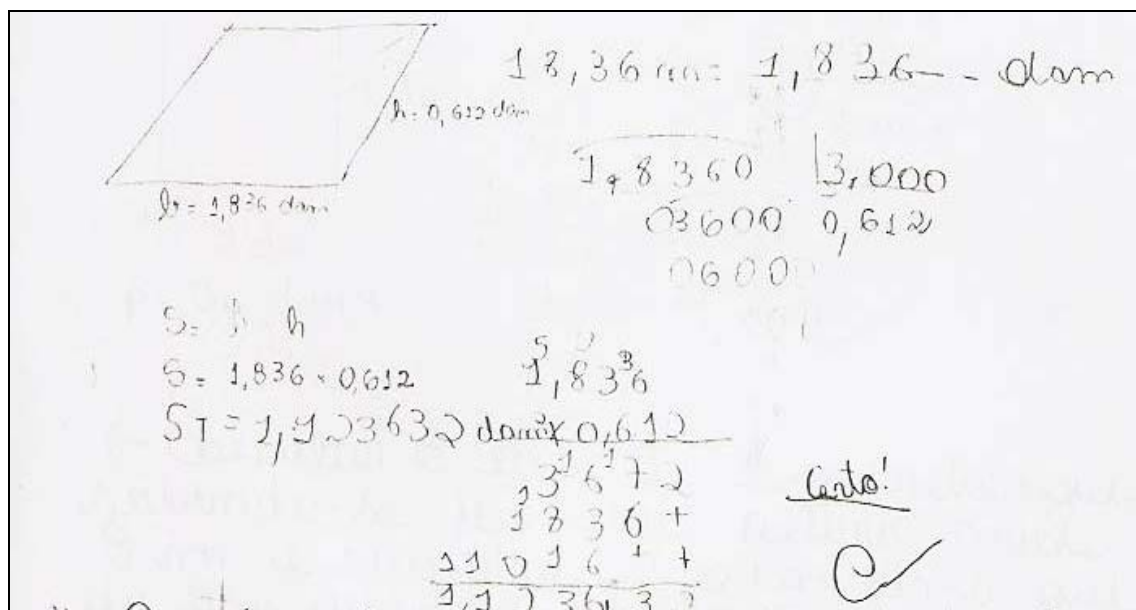 18,36 m = 1,836 - - dam
h = 0,612 dam
b = 1,836 dam
1,8360 3,000
03600 0,612
06000
S = b h
S = 1,836 × 0,612
ST = 1,123632 dam²
1,836
× 0,612
3672
1836 +
11016 + +
1,123632
Certo!